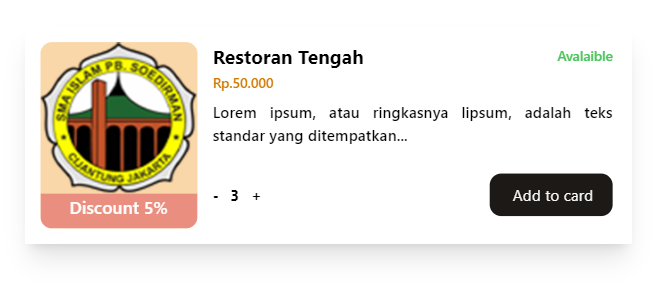 SMA ISLAM PB. SOEDIRMAN
CIJANTUNG JAKARTA
Discount 5%
Restoran Tengah
Avalaible
Rp.50.000
Lorem ipsum, atau ringkasnya lipsum, adalah teks
standar yang ditempatkan...
- 3 +
Add to card